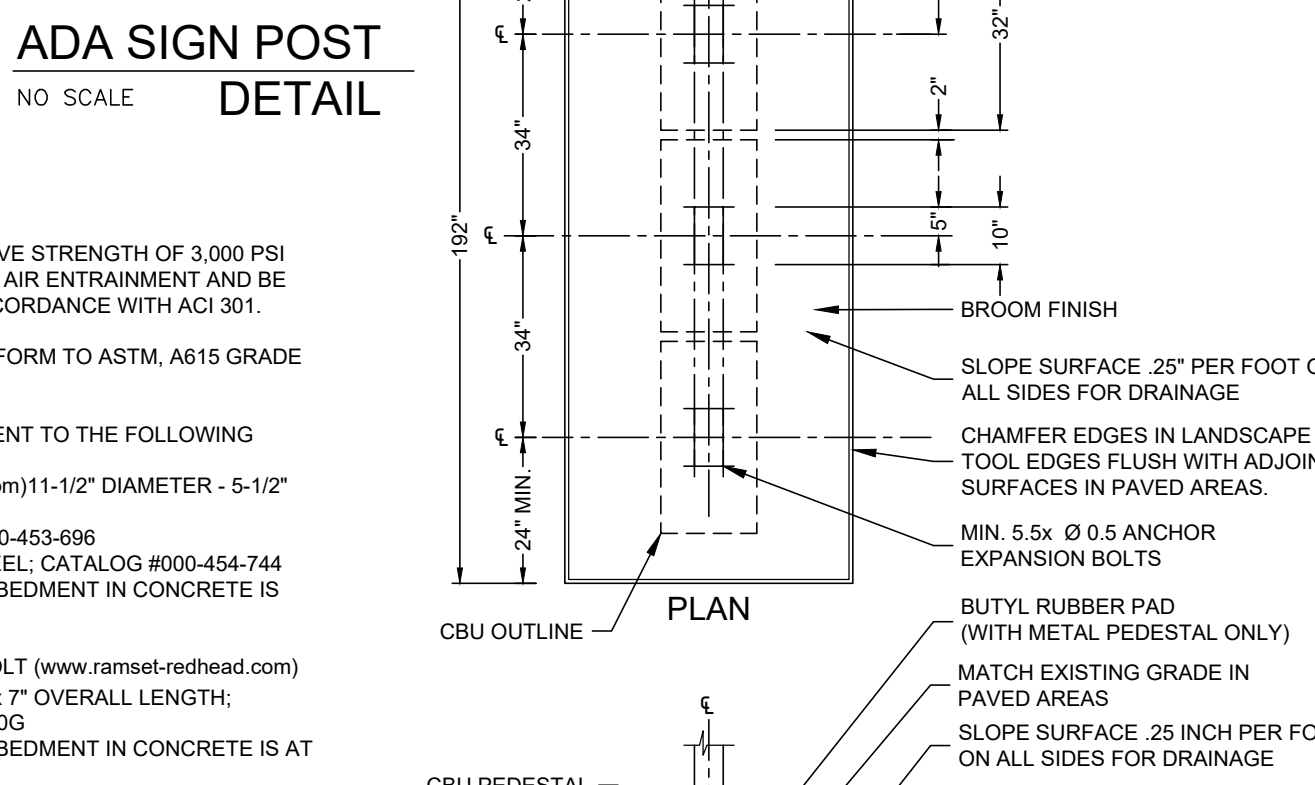 ADA SIGN POST
DETAIL
NO SCALE
VE STRENGTH OF 3,000 PSI
AIR ENTRAINMENT AND BE
CORDANCE WITH ACI 301.
FORM TO ASTM, A615 GRADE
ENT TO THE FOLLOWING
om)11-1/2" DIAMETER - 5-1/2"
0-453-696
EEL; CATALOG #000-454-744
BEDMENT IN CONCRETE IS
OLT (www.ramset-redhead.com)
x 7" OVERALL LENGTH;
0G
BEDMENT IN CONCRETE IS AT
192"
34"
34"
24" MIN.
32"
2"
5"
10"
BROOM FINISH
SLOPE SURFACE .25" PER FOOT O
ALL SIDES FOR DRAINAGE
CHAMFER EDGES IN LANDSCAPE
TOOL EDGES FLUSH WITH ADJOIN
SURFACES IN PAVED AREAS.
MIN. 5.5x Ø 0.5 ANCHOR
EXPANSION BOLTS
CBU OUTLINE
PLAN
BUTYL RUBBER PAD
(WITH METAL PEDESTAL ONLY)
MATCH EXISTING GRADE IN
PAVED AREAS
SLOPE SURFACE .25 INCH PER FO
ON ALL SIDES FOR DRAINAGE
CBU PEDESTAL